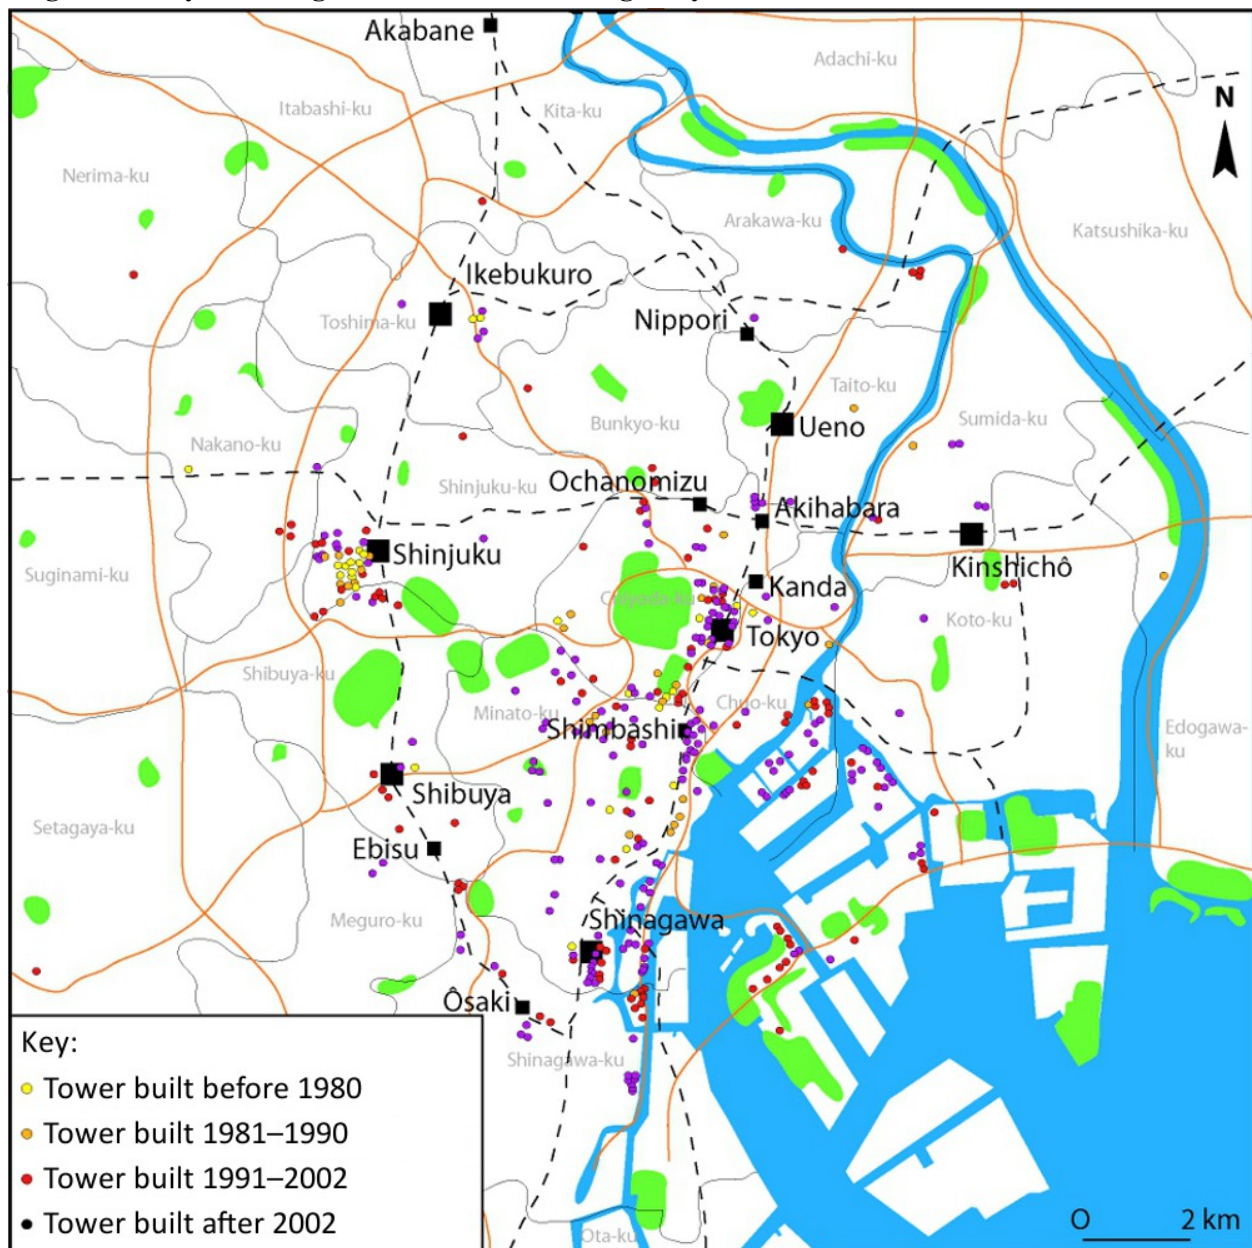 Akabane
Adachi-ku
Itabashi-ku
Kita-ku
N
Nerima-ku
Arakawa-ku
Katsushika-ku
Ikebukuro
Toshima-ku
Nippori
Taito-ku
Bunkyo-ku
Sumida-ku
Ueno
Nakano-ku
Shinjuku-ku
Ochanomizu
Akihabara
Shinjuku
Kinshichô
Suginami-ku
Kanda
Chiyoda-ku
Koto-ku
Tokyo
Shibuya-ku
Minato-ku
Chuo-ku
Shimbashi
Edogawa-
ku
Shibuya
Setagaya-ku
Ebisu
Meguro-ku
Shinagawa
Ôsaki
Shinagawa-ku
Key:
Tower built before 1980
Tower built 1981–1990
Tower built 1991–2002
Tower built after 2002
O 2 km
Ota-ku